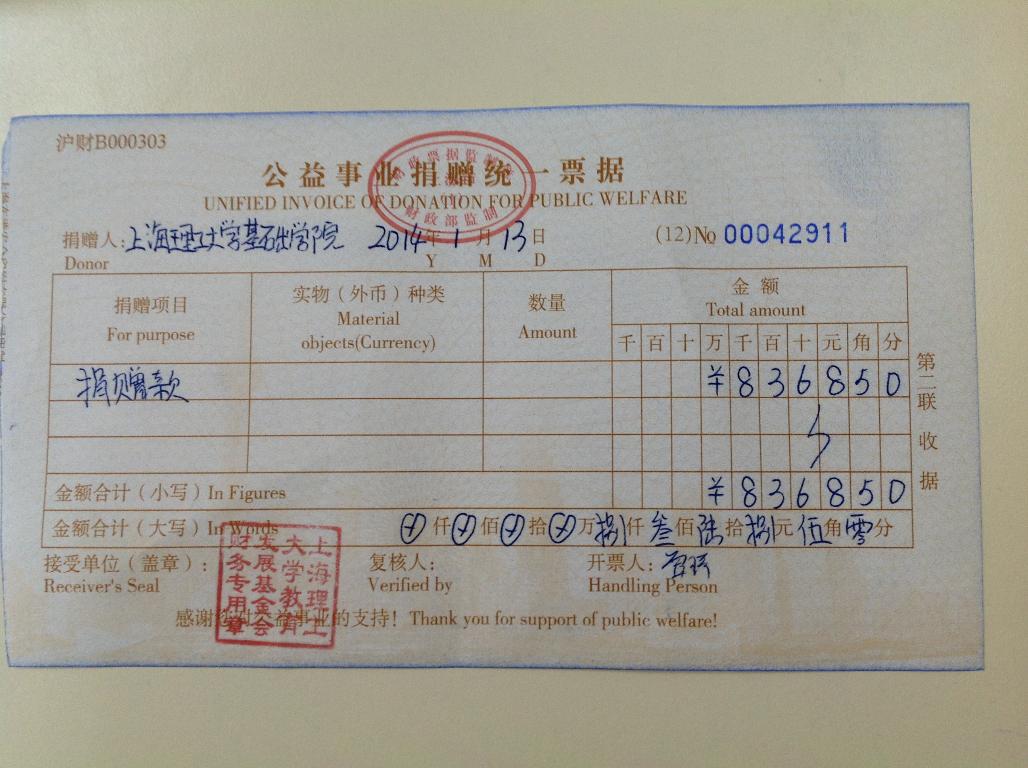 沪财B000303
公益事业捐赠统一票据
UNIFIED INVOICE OF DONATION FOR PUBLIC WELFARE
捐赠人:上海理工大学基础学院 2014年 1月 13日 (12)№ 00042911
Donor Y M D
捐赠项目 实物（外币）种类 数量 金额
For purpose Material objects(Currency) Amount Total amount
千 百 十 万 千 百 十 元 角 分
捐赠款 ¥ 8 3 6 8 5 0
金额合计（小写）In Figures ¥ 8 3 6 8 5 0
金额合计（大写）In Words 仟 佰 拾 万 捌仟 叁佰 陆拾 捌元 伍角 零分
接受单位（盖章）： 复核人： 开票人：
Receiver's Seal Verified by Handling Person
感谢您对公益事业的支持！Thank you for support of public welfare!
第二联 收据
财政部监制
上海理工大学教育发展基金会财务专用章